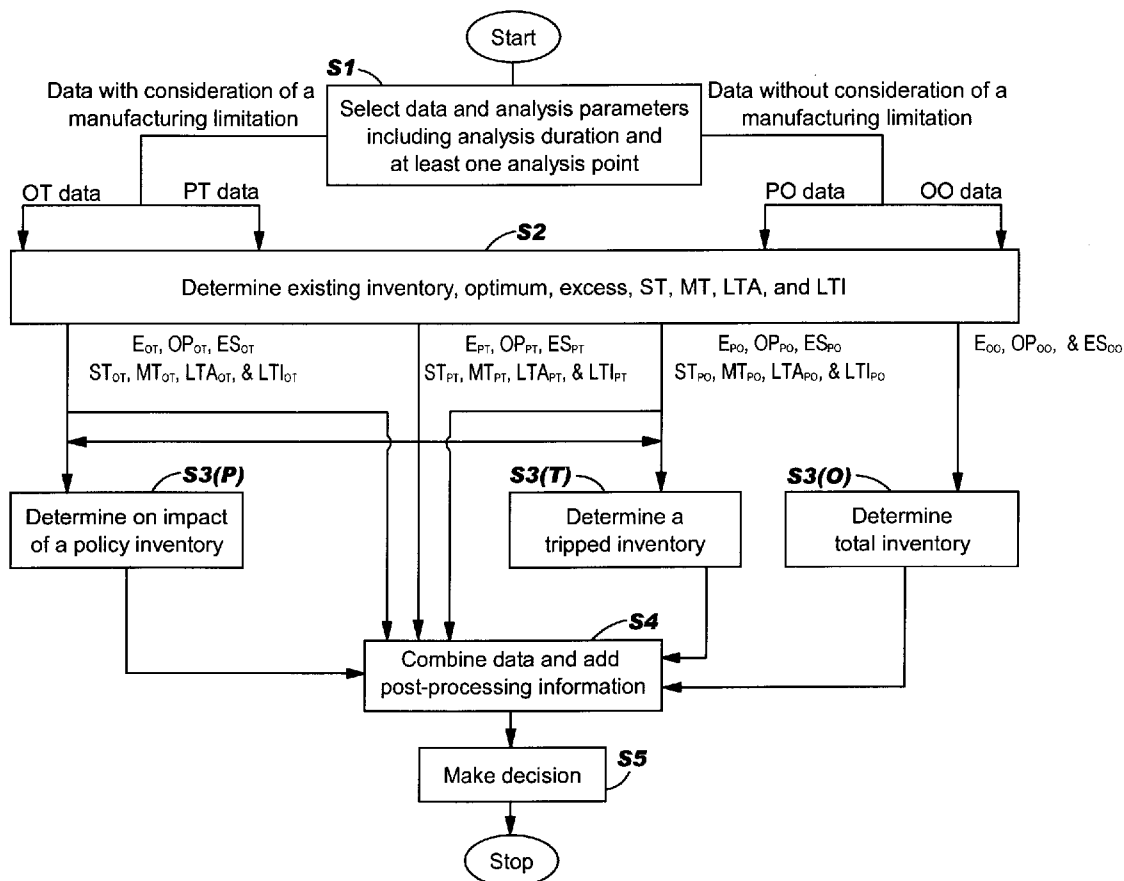 Start
S1
Data with consideration of a
manufacturing limitation
Select data and analysis parameters
including analysis duration and
at least one analysis point
Data without consideration of a
manufacturing limitation
OT data
PT data
PO data
OO data
S2
Determine existing inventory, optimum, excess, ST, MT, LTA, and LTI
E_OT, OP_OT, ES_OT
ST_OT, MT_OT, LTA_OT, & LTI_OT
E_PT, OP_PT, ES_PT
ST_PT, MT_PT, LTA_PT, & LTI_PT
E_PO, OP_PO, ES_PO
ST_PO, MT_PO, LTA_PO, & LTI_PO
E_OO, OP_OO, & ES_OO
S3(P)
Determine on impact
of a policy inventory
S3(T)
Determine a
tripped inventory
S3(O)
Determine
total inventory
S4
Combine data and add
post-processing information
Make decision
S5
Stop